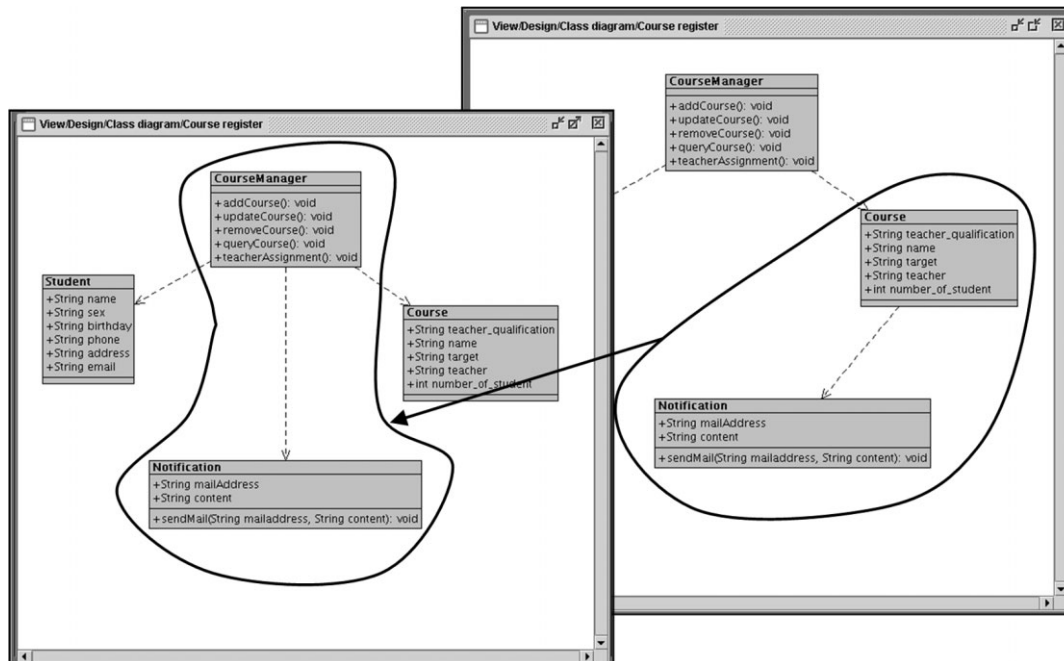 View/Design/Class diagram/Course register
CourseManager
+addCourse(): void
+updateCourse(): void
+removeCourse(): void
+queryCourse(): void
+teacherAssignment(): void
Student
+String name
+String sex
+String birthday
+String phone
+String address
+String email
Course
+String teacher_qualification
+String name
+String target
+String teacher
+int number_of_student
Notification
+String mailAddress
+String content
+sendMail(String mailaddress, String content): void
View/Design/Class diagram/Course register
CourseManager
+addCourse(): void
+updateCourse(): void
+removeCourse(): void
+queryCourse(): void
+teacherAssignment(): void
Course
+String teacher_qualification
+String name
+String target
+String teacher
+int number_of_student
Notification
+String mailAddress
+String content
+sendMail(String mailaddress, String content): void